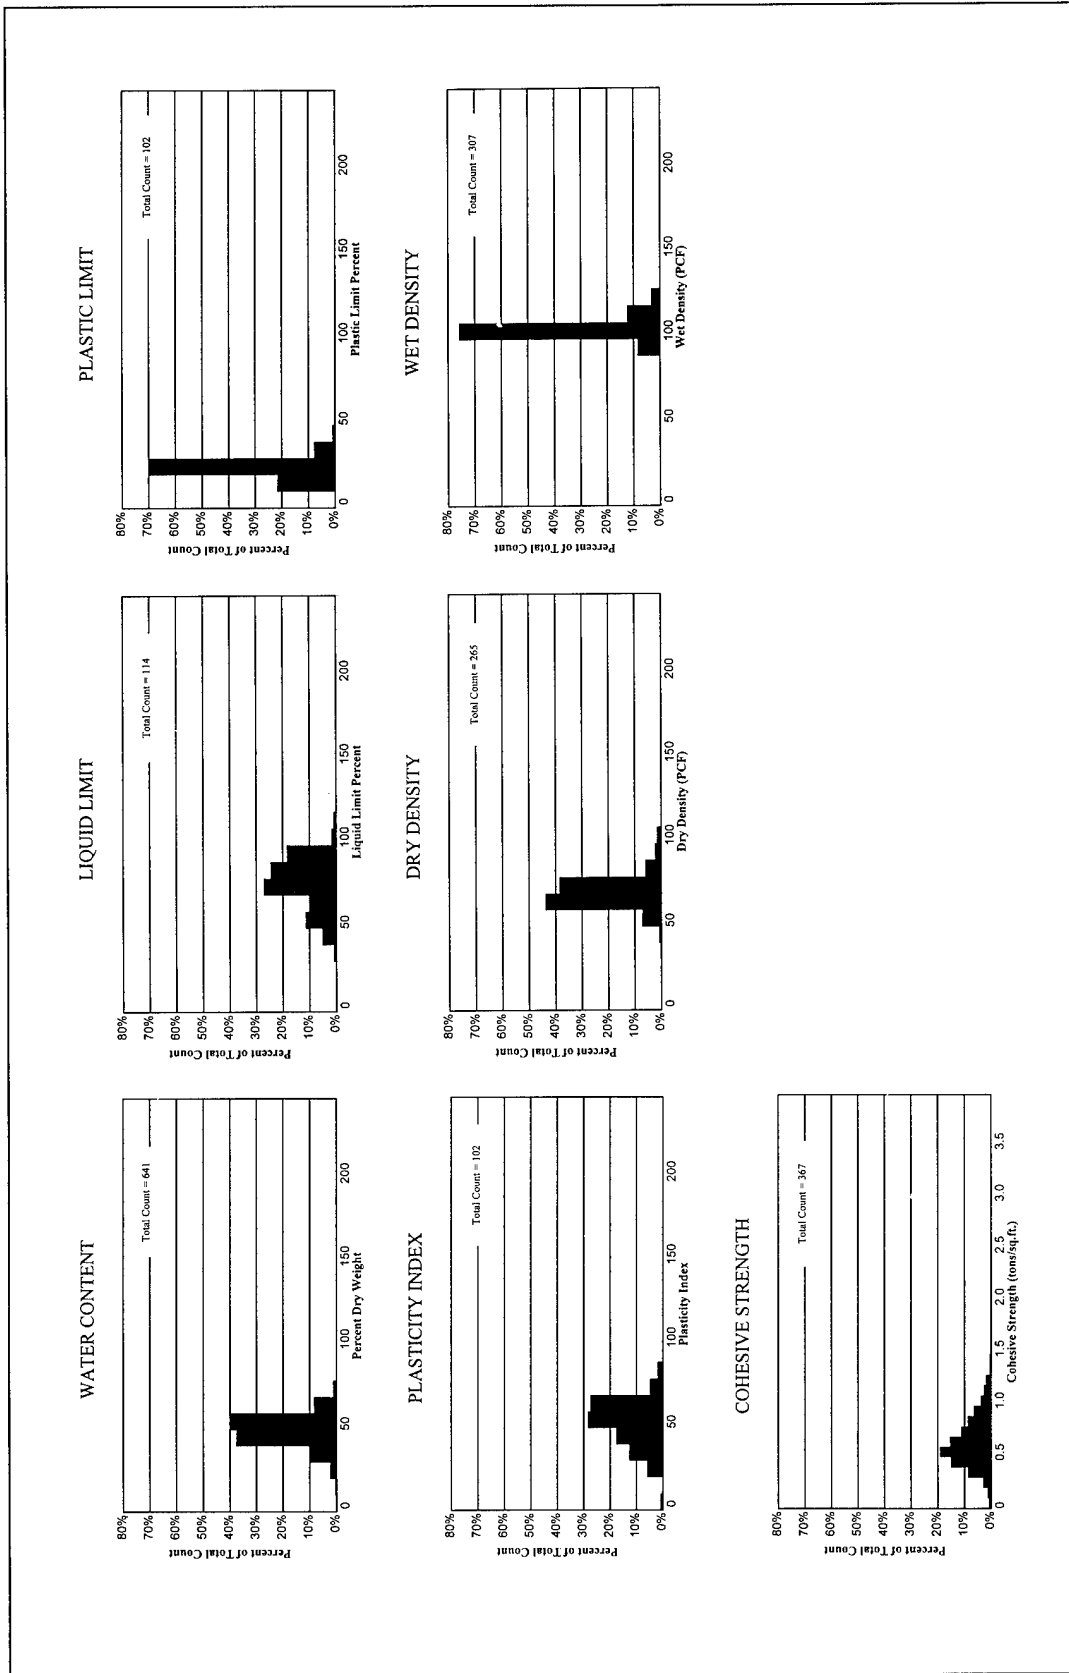 WATER CONTENT
80%
70%
60%
50%
40%
30%
20%
10%
0%
Percent of Total Count
Total Count = 641
0 50 100 150 200
Percent Dry Weight
LIQUID LIMIT
80%
70%
60%
50%
40%
30%
20%
10%
0%
Percent of Total Count
Total Count = 114
0 50 100 150 200
Liquid Limit Percent
PLASTIC LIMIT
80%
70%
60%
50%
40%
30%
20%
10%
0%
Percent of Total Count
Total Count = 102
0 50 100 150 200
Plastic Limit Percent
PLASTICITY INDEX
80%
70%
60%
50%
40%
30%
20%
10%
0%
Percent of Total Count
Total Count = 102
0 50 100 150 200
Plasticity Index
DRY DENSITY
80%
70%
60%
50%
40%
30%
20%
10%
0%
Percent of Total Count
Total Count = 265
0 50 100 150 200
Dry Density (PCF)
WET DENSITY
80%
70%
60%
50%
40%
30%
20%
10%
0%
Percent of Total Count
Total Count = 307
0 50 100 150 200
Wet Density (PCF)
COHESIVE STRENGTH
80%
70%
60%
50%
40%
30%
20%
10%
0%
Percent of Total Count
Total Count = 367
0 0.5 1.0 1.5 2.0 2.5 3.0 3.5
Cohesive Strength (tons/sq.ft.)